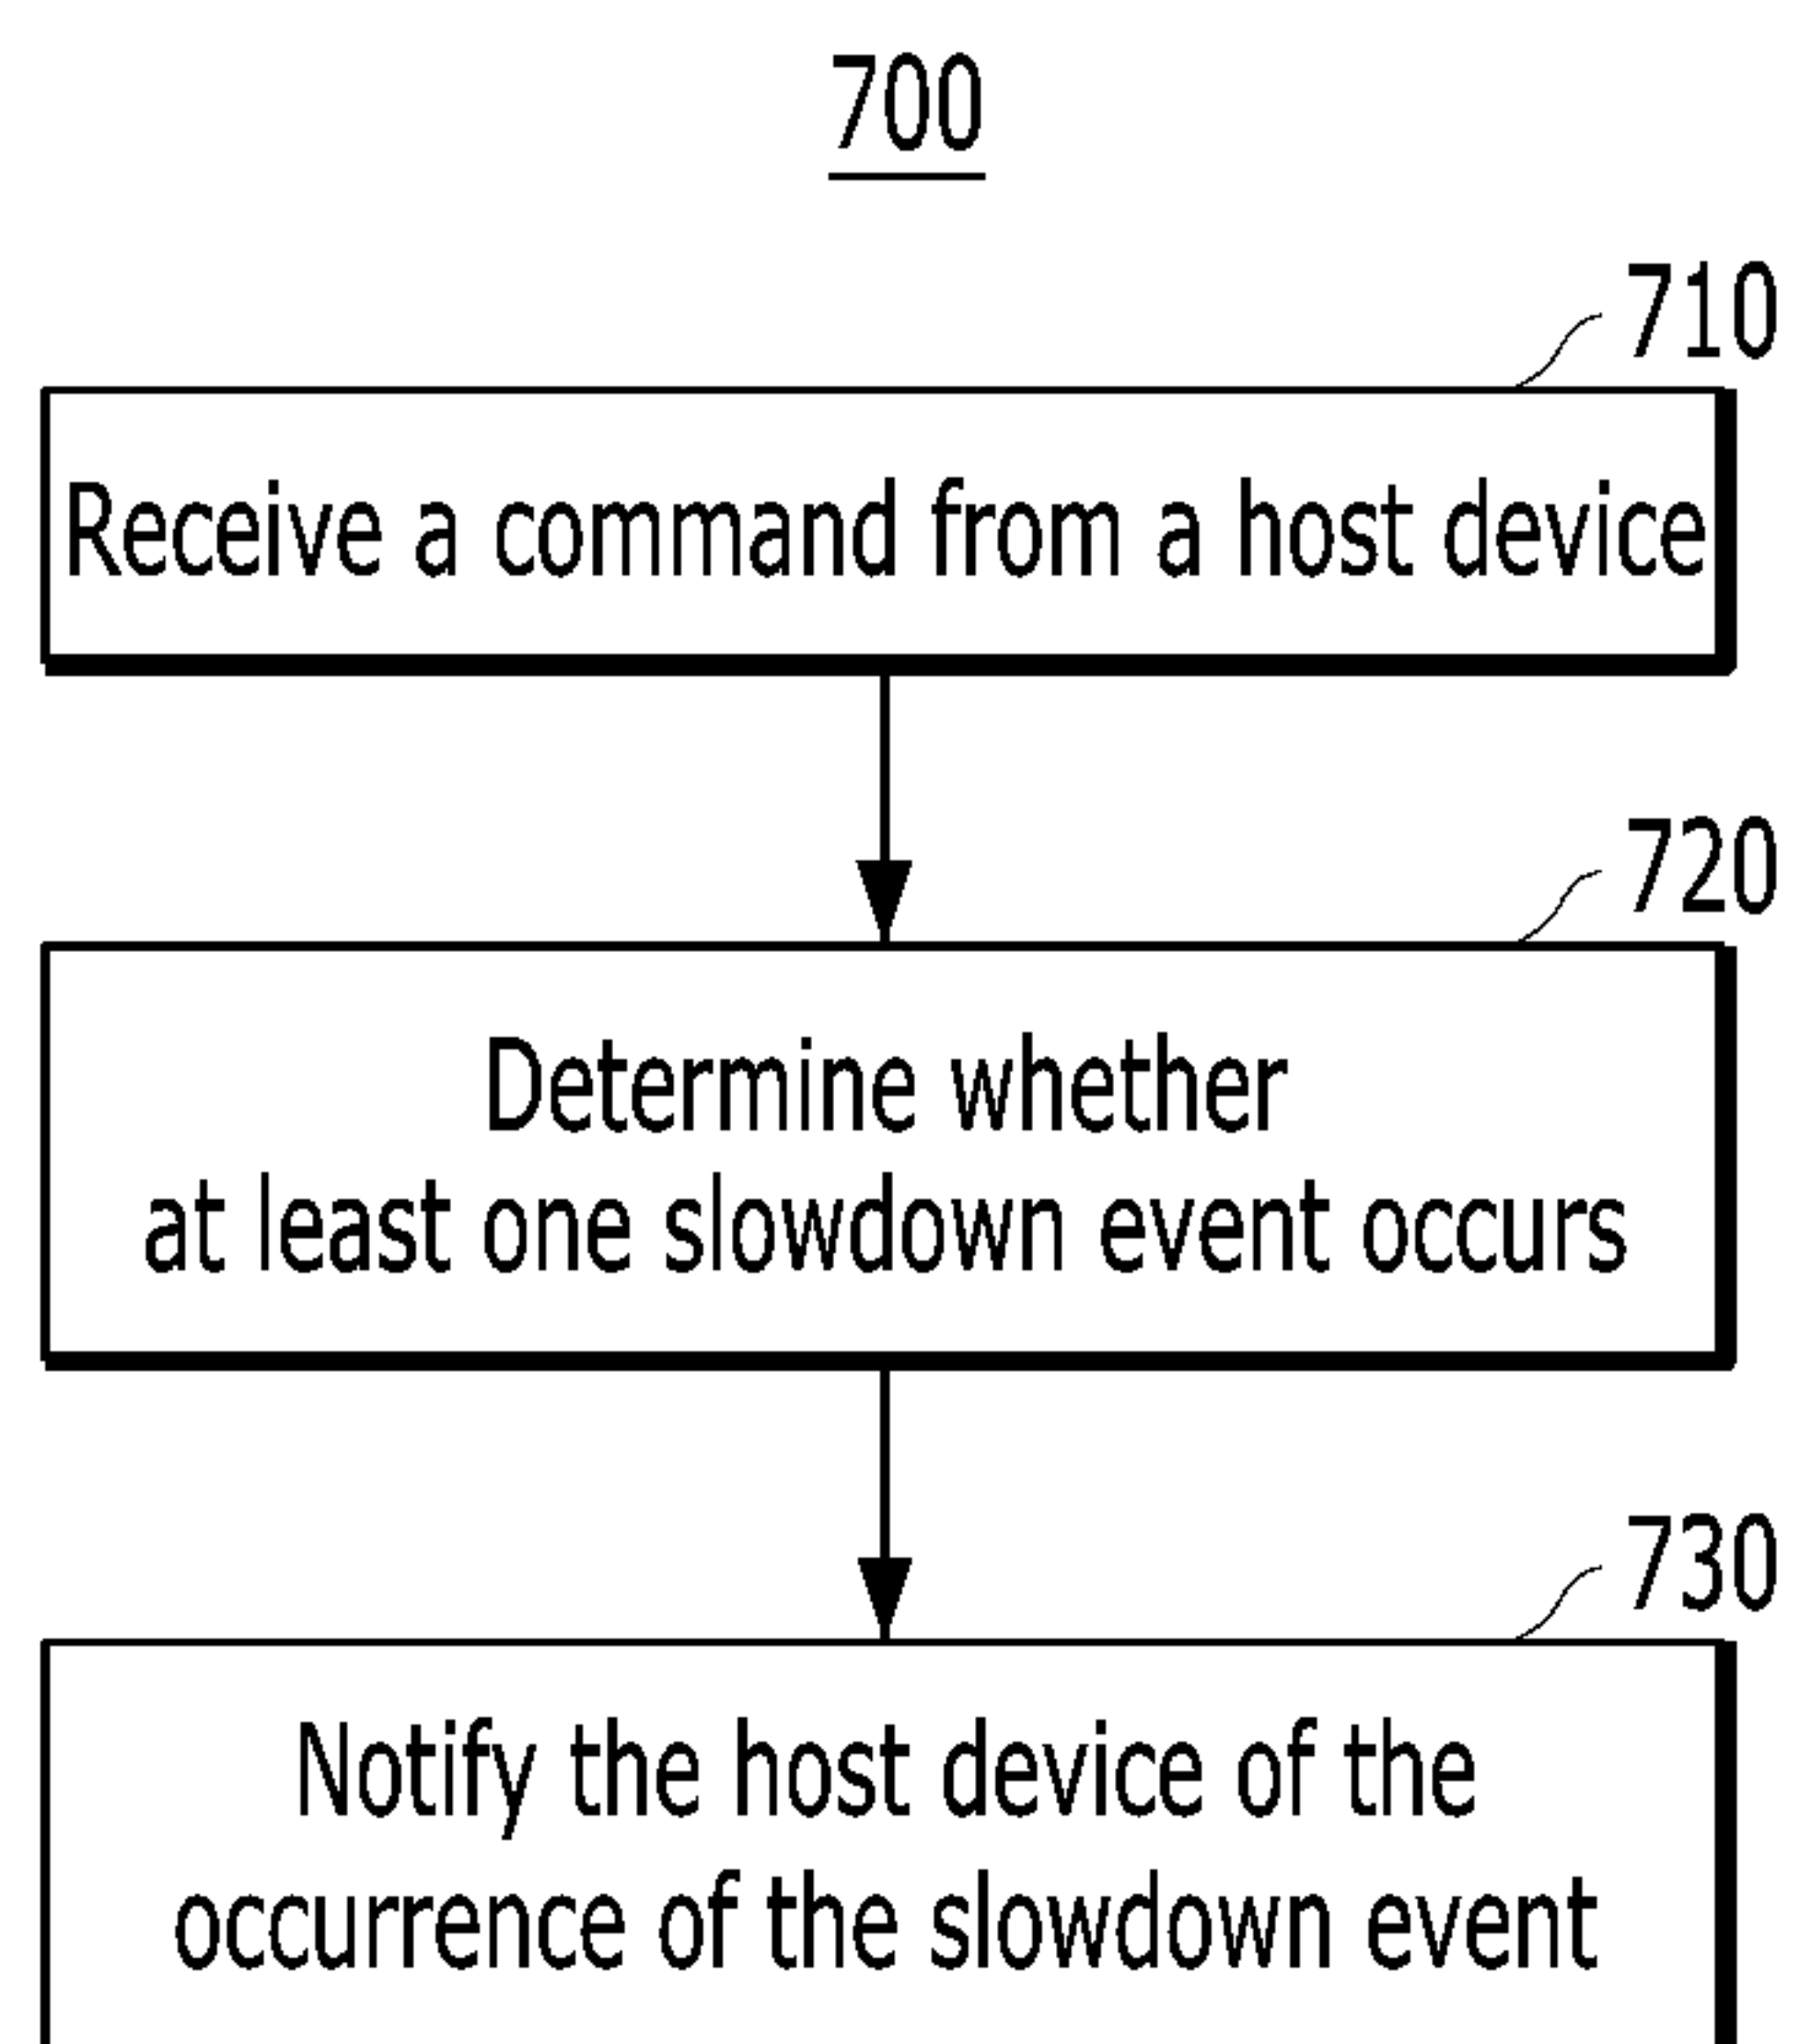 700
710
Receive a command from a host device
720
Determine whether
at least one slowdown event occurs
730
Notify the host device of the
occurrence of the slowdown event